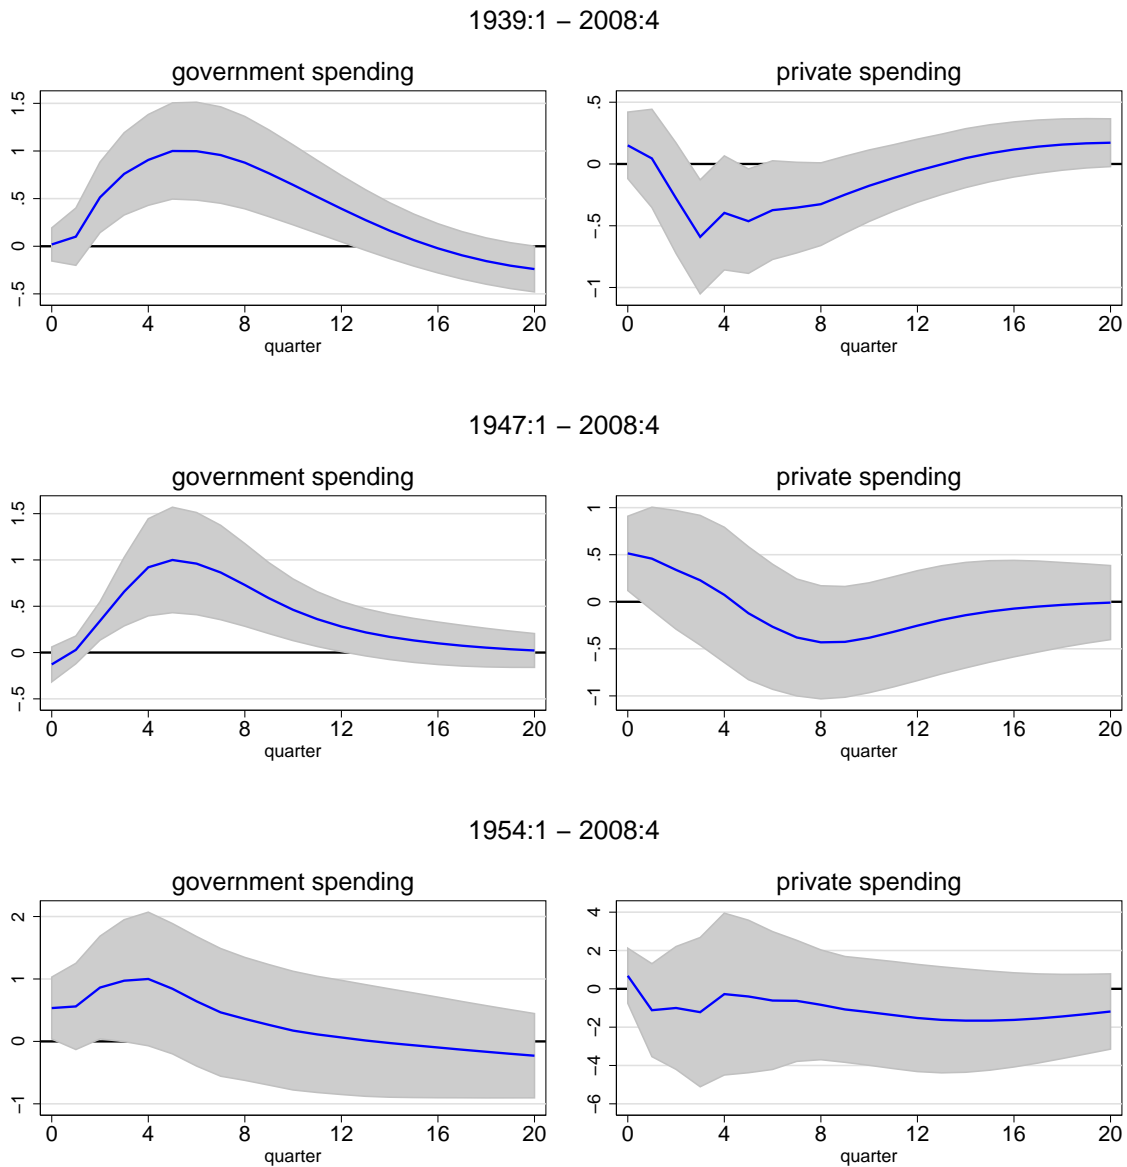 1939:1 − 2008:4
government spending
1.5
1
.5
0
−.5
0 4 8 12 16 20
quarter
private spending
.5
0
−.5
−1
0 4 8 12 16 20
quarter
1947:1 − 2008:4
government spending
1.5
1
.5
0
−.5
0 4 8 12 16 20
quarter
private spending
1
.5
0
−.5
−1
0 4 8 12 16 20
quarter
1954:1 − 2008:4
government spending
2
1
0
−1
0 4 8 12 16 20
quarter
private spending
4
2
0
−2
−4
−6
0 4 8 12 16 20
quarter